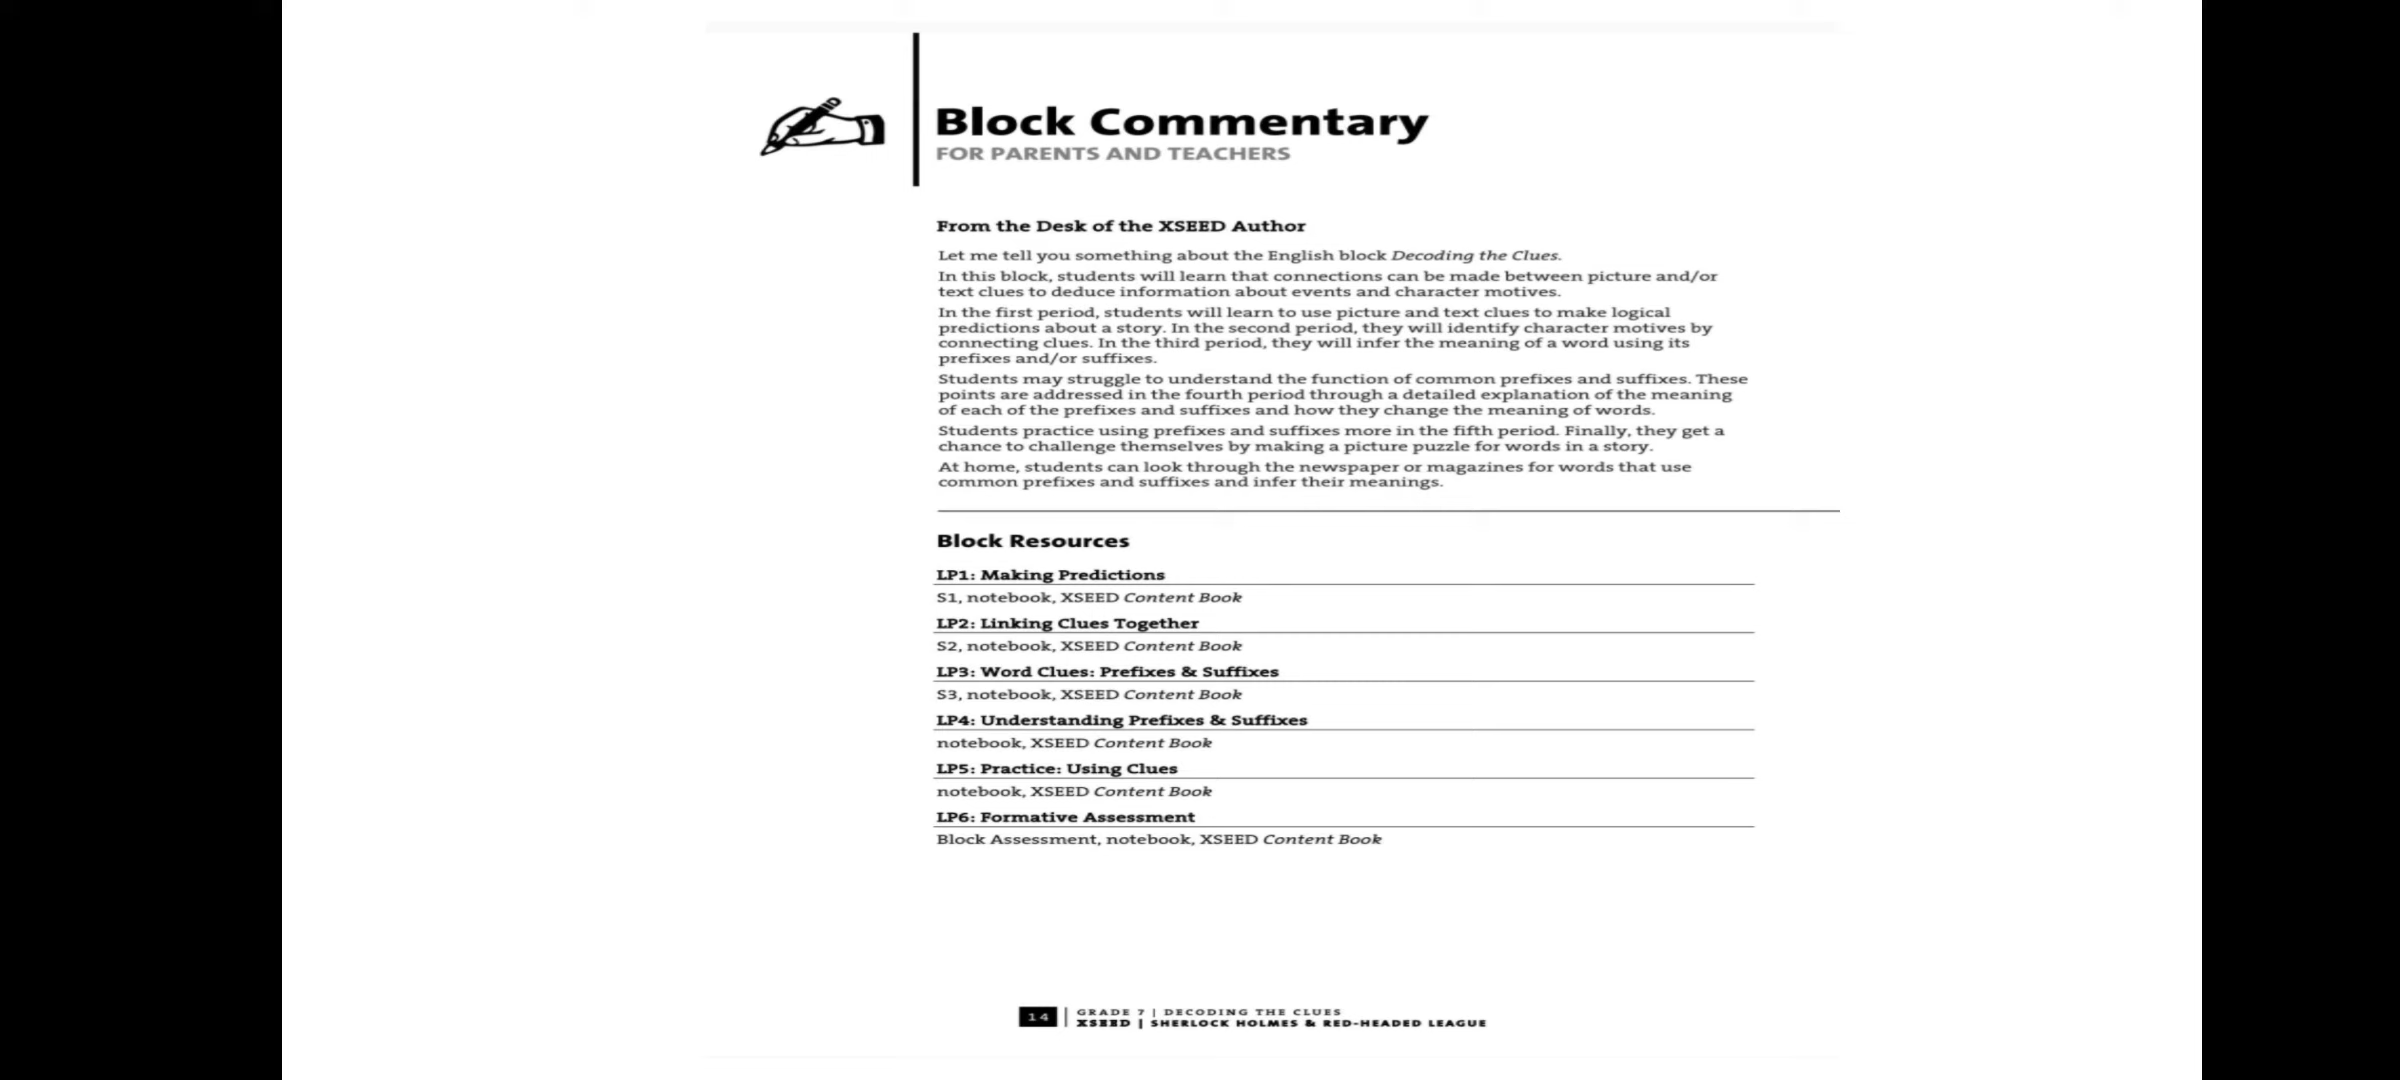 Block Commentary
FOR PARENTS AND TEACHERS
From the Desk of the XSEED Author
Let me tell you something about the English block Decoding the Clues.
In this block, students will learn that connections can be made between picture and/or
text clues to deduce information about events and character motives.
In the first period, students will learn to use picture and text clues to make logical
predictions about a story. In the second period, they will identify character motives by
connecting clues. In the third period, they will infer the meaning of a word using its
prefixes and/or suffixes.
Students may struggle to understand the function of common prefixes and suffixes. These
points are addressed in the fourth period through a detailed explanation of the meaning
of each of the prefixes and suffixes and how they change the meaning of words.
Students practice using prefixes and suffixes more in the fifth period. Finally, they get a
chance to challenge themselves by making a picture puzzle for words in a story.
At home, students can look through the newspaper or magazines for words that use
common prefixes and suffixes and infer their meanings.
Block Resources
LP1: Making Predictions
S1, notebook, XSEED Content Book
LP2: Linking Clues Together
S2, notebook, XSEED Content Book
LP3: Word Clues: Prefixes & Suffixes
S3, notebook, XSEED Content Book
LP4: Understanding Prefixes & Suffixes
notebook, XSEED Content Book
LP5: Practice: Using Clues
notebook, XSEED Content Book
LP6: Formative Assessment
Block Assessment, notebook, XSEED Content Book
14
GRADE 7 | DECODING THE CLUES
XSEED | SHERLOCK HOLMES & RED-HEADED LEAGUE